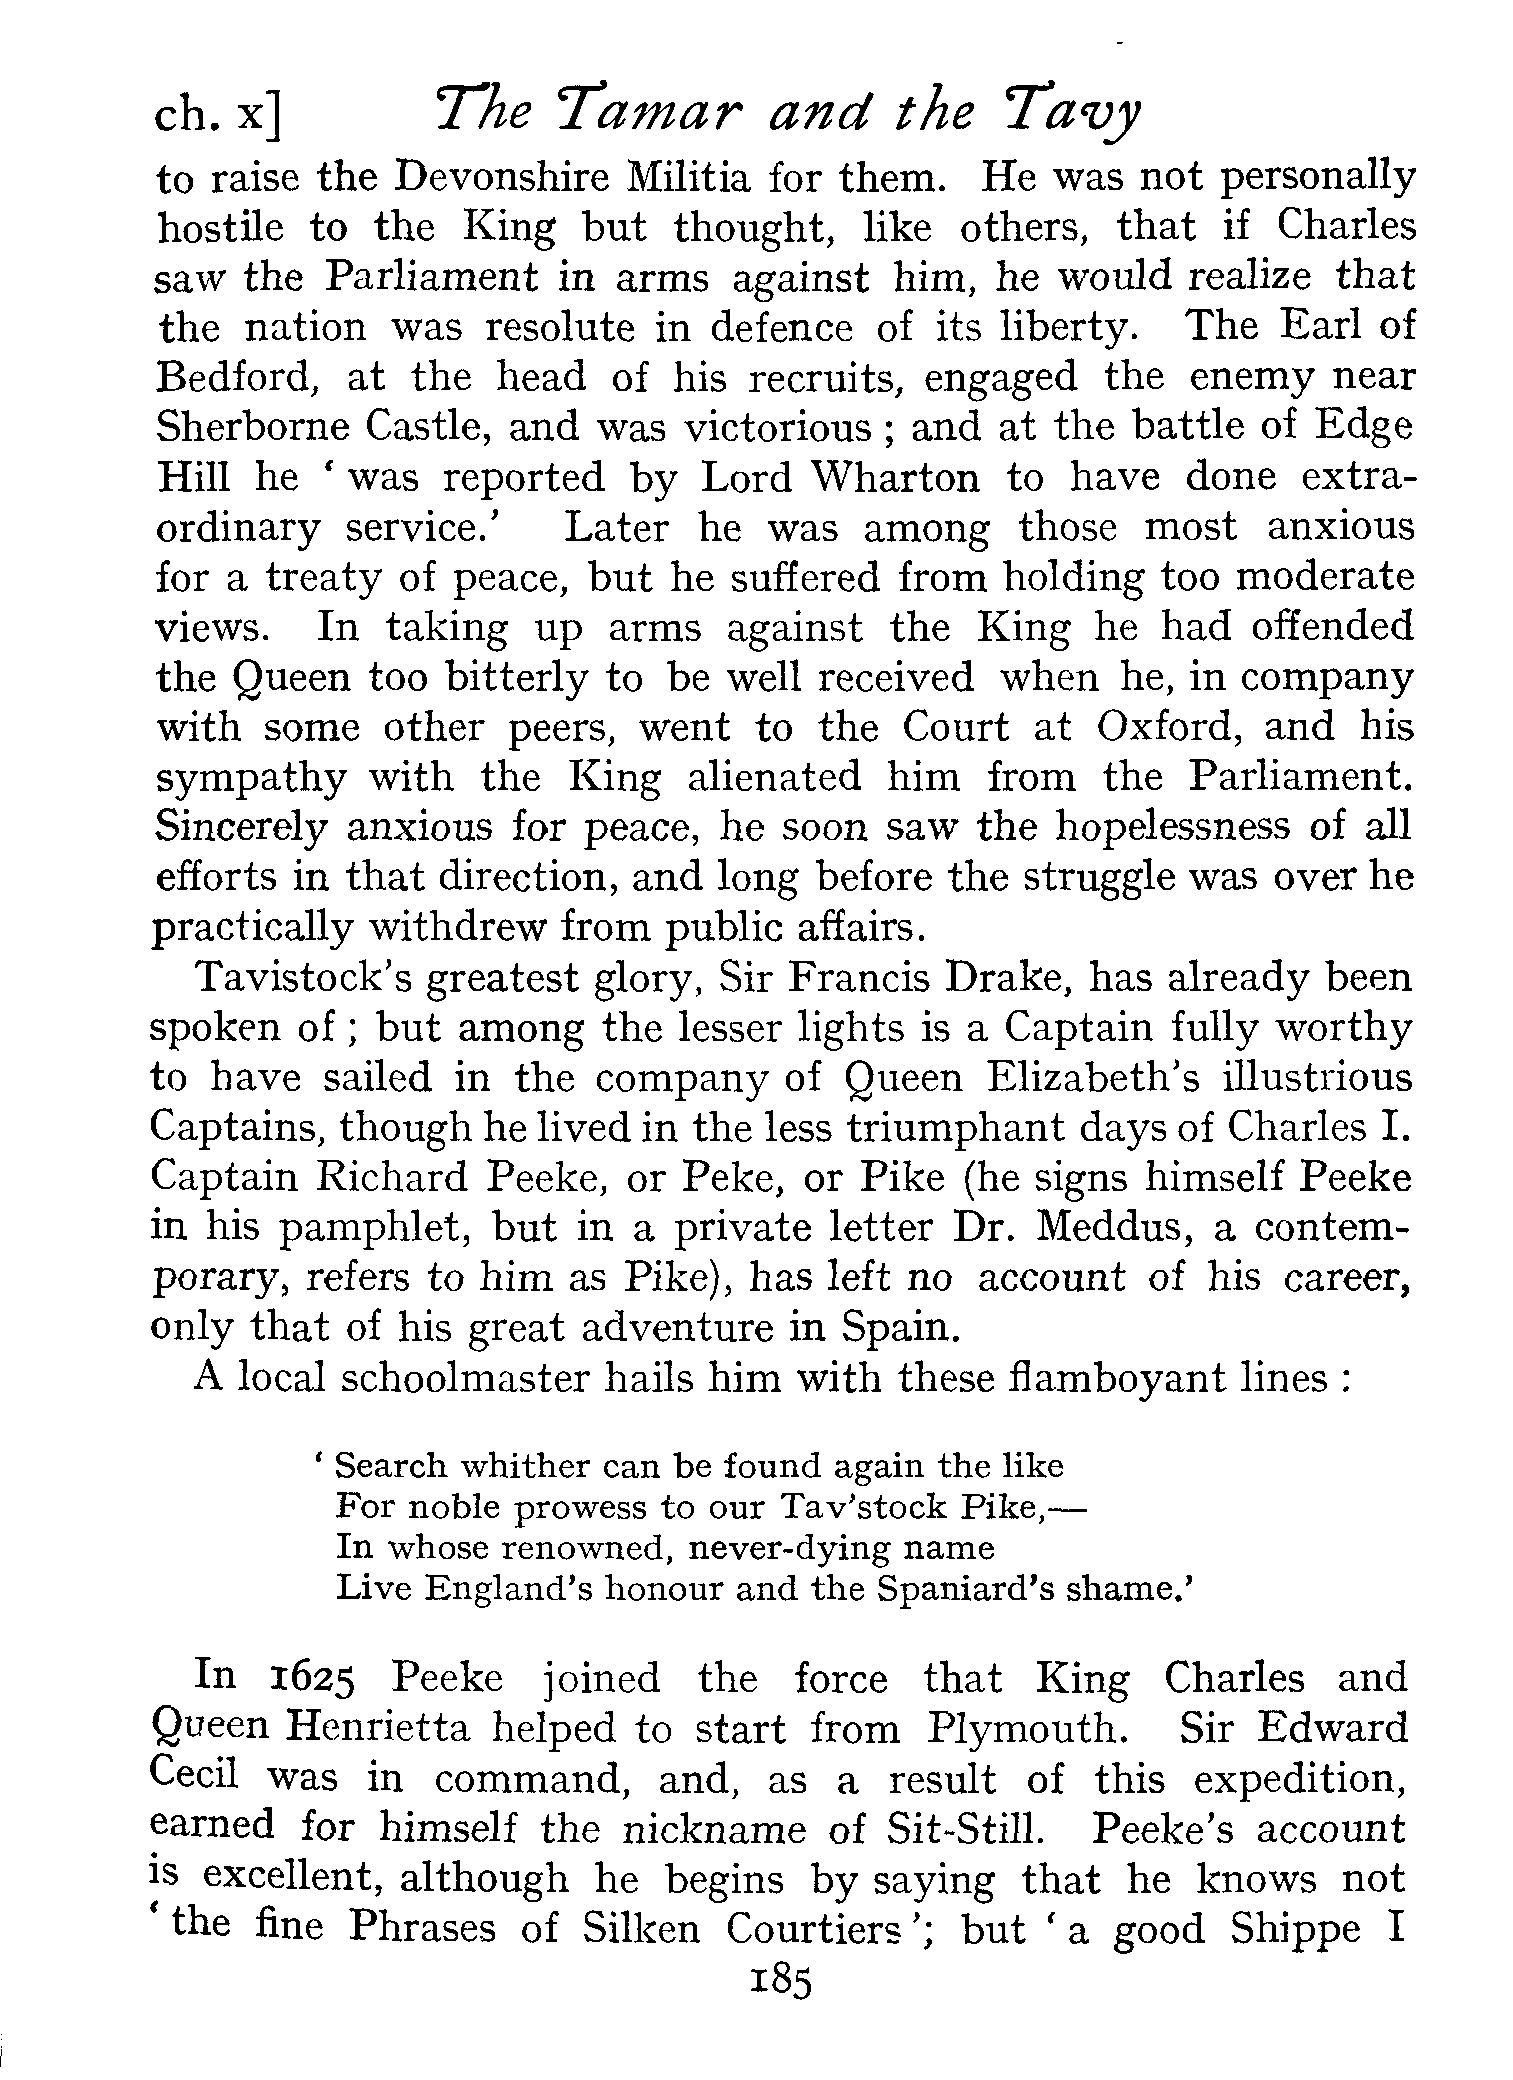 ch. x] The Tamar and the Tavy
to raise the Devonshire Militia for them. He was not personally
hostile to the King but thought, like others, that if Charles
saw the Parliament in arms against him, he would realize that
the nation was resolute in defence of its liberty. The Earl of
Bedford, at the head of his recruits, engaged the enemy near
Sherborne Castle, and was victorious ; and at the battle of Edge
Hill he ‘ was reported by Lord Wharton to have done extra-
ordinary service.’ Later he was among those most anxious
for a treaty of peace, but he suffered from holding too moderate
views. In taking up arms against the King he had offended
the Queen too bitterly to be well received when he, in company
with some other peers, went to the Court at Oxford, and his
sympathy with the King alienated him from the Parliament.
Sincerely anxious for peace, he soon saw the hopelessness of all
efforts in that direction, and long before the struggle was over he
practically withdrew from public affairs.
Tavistock’s greatest glory, Sir Francis Drake, has already been
spoken of ; but among the lesser lights is a Captain fully worthy
to have sailed in the company of Queen Elizabeth’s illustrious
Captains, though he lived in the less triumphant days of Charles I.
Captain Richard Peeke, or Peke, or Pike (he signs himself Peeke
in his pamphlet, but in a private letter Dr. Meddus, a contem-
porary, refers to him as Pike), has left no account of his career,
only that of his great adventure in Spain.
A local schoolmaster hails him with these flamboyant lines :
‘ Search whither can be found again the like
For noble prowess to our Tav’stock Pike,—
In whose renowned, never-dying name
Live England’s honour and the Spaniard’s shame.’
In 1625 Peeke joined the force that King Charles and
Queen Henrietta helped to start from Plymouth. Sir Edward
Cecil was in command, and, as a result of this expedition,
earned for himself the nickname of Sit-Still. Peeke’s account
is excellent, although he begins by saying that he knows not
‘ the fine Phrases of Silken Courtiers ’; but ‘ a good Shippe I
185